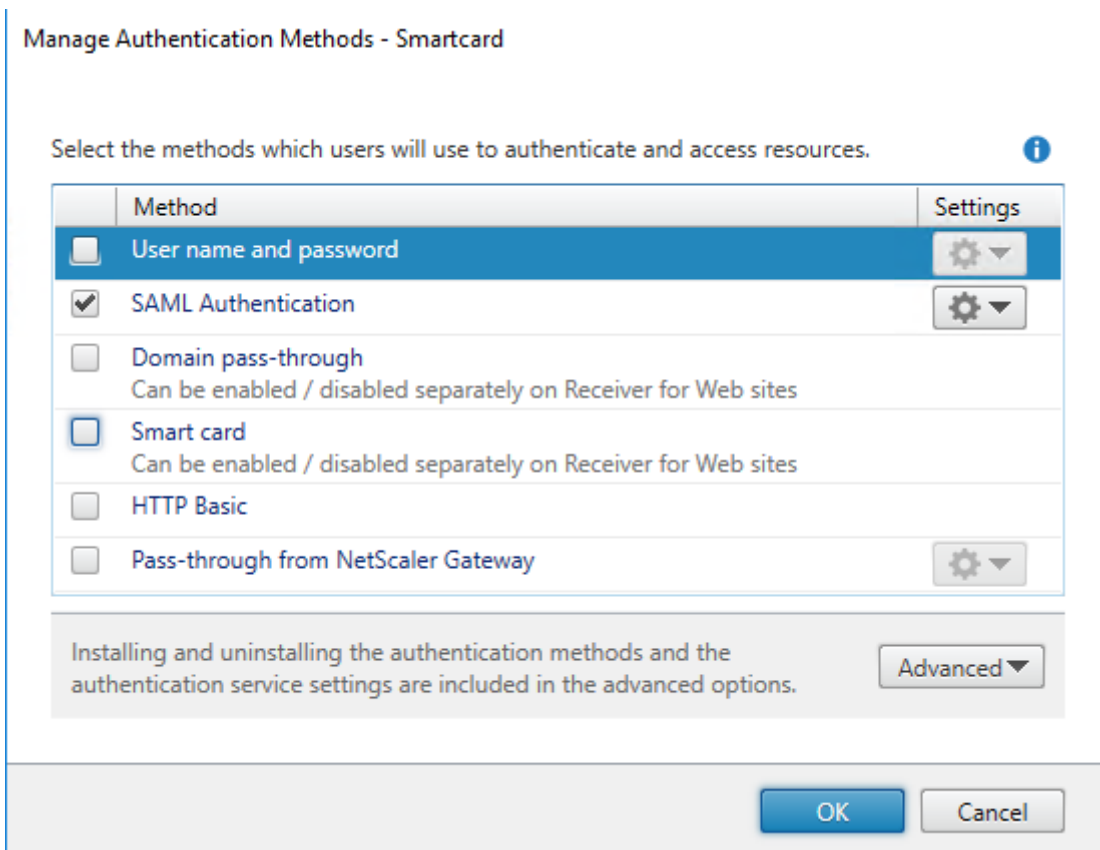 Manage Authentication Methods - Smartcard
Select the methods which users will use to authenticate and access resources.
Method Settings
User name and password
SAML Authentication
Domain pass-through
Can be enabled / disabled separately on Receiver for Web sites
Smart card
Can be enabled / disabled separately on Receiver for Web sites
HTTP Basic
Pass-through from NetScaler Gateway
Installing and uninstalling the authentication methods and the
authentication service settings are included in the advanced options.
Advanced
OK Cancel